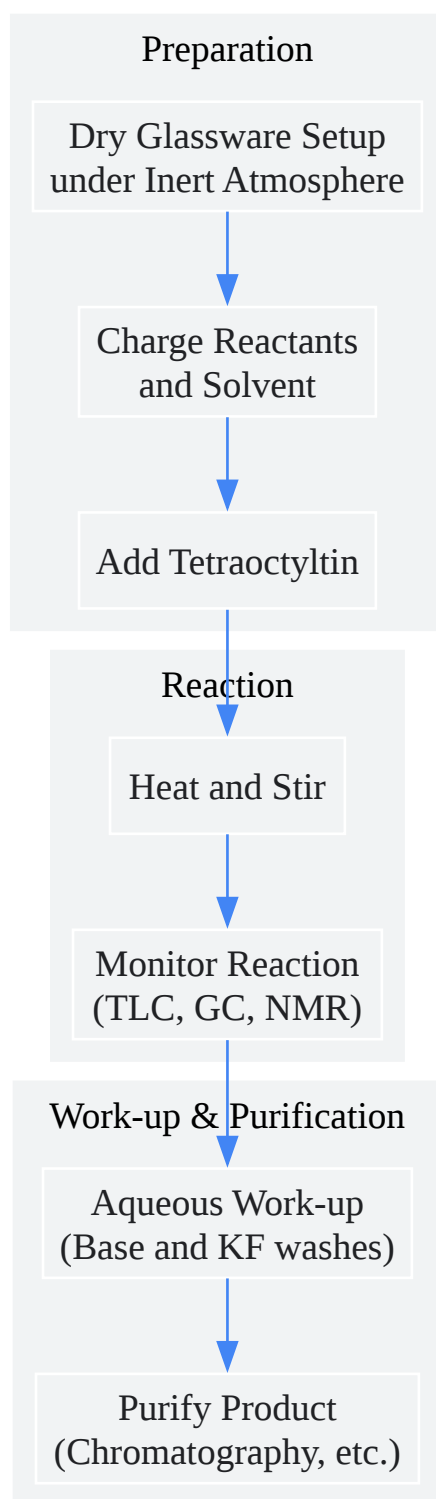 Preparation
Dry Glassware Setup
under Inert Atmosphere
Charge Reactants
and Solvent
Add Tetraoctyltin
Reaction
Heat and Stir
Monitor Reaction
(TLC, GC, NMR)
Work-up & Purification
Aqueous Work-up
(Base and KF washes)
Purify Product
(Chromatography, etc.)